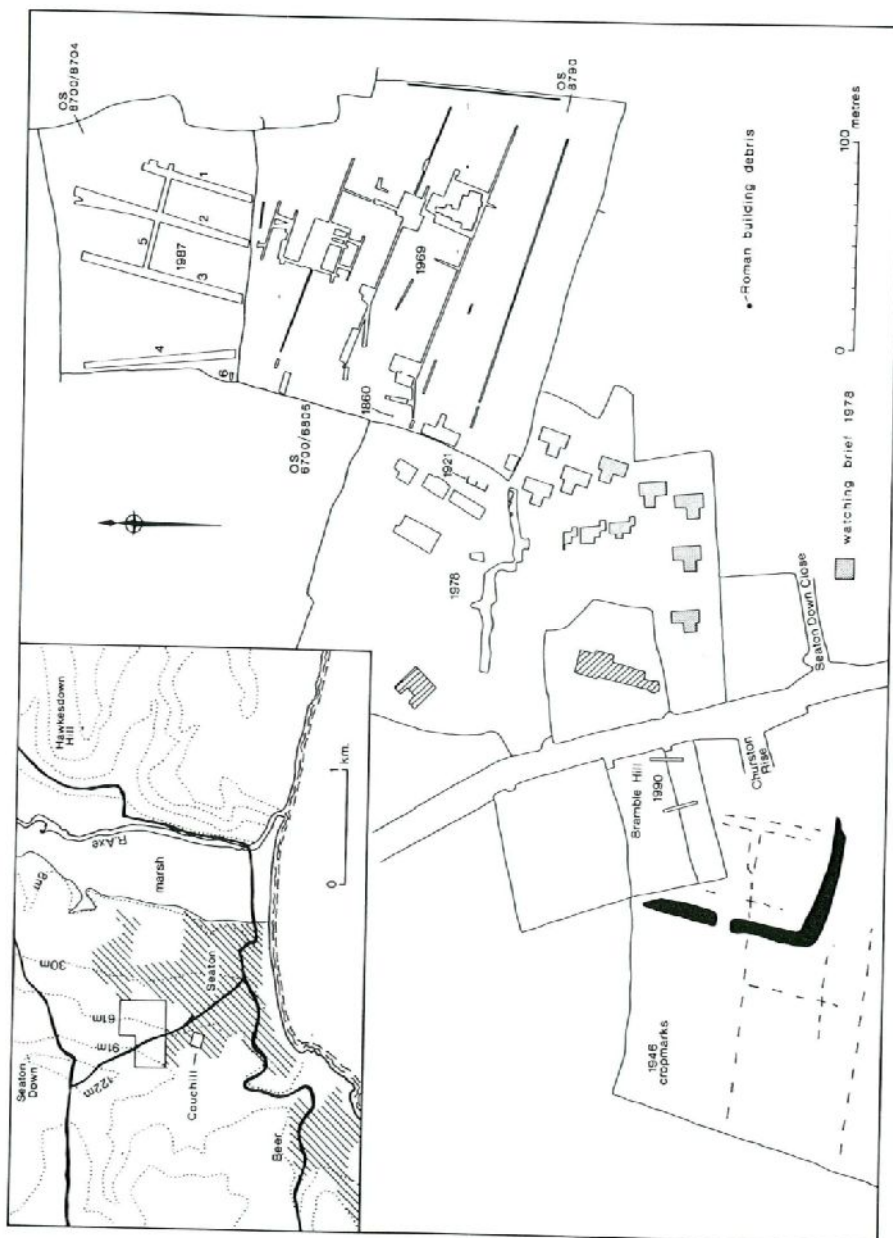 Seaton
Down
Hawkesdown
Hill
R.Axe
8m
30m
61m
91m
122m
marsh
Seaton
Couchill
Beer
0
1
km.
OS
8700/8704
1
2
3
4
5
6
1987
OS
6700/6806
OS
8790
1969
1860
1921
1978
Roman building debris
0
100
metres
watching brief 1978
Bramble Hill
1990
Churston
Rise
Seaton Down Close
1946
cropmarks